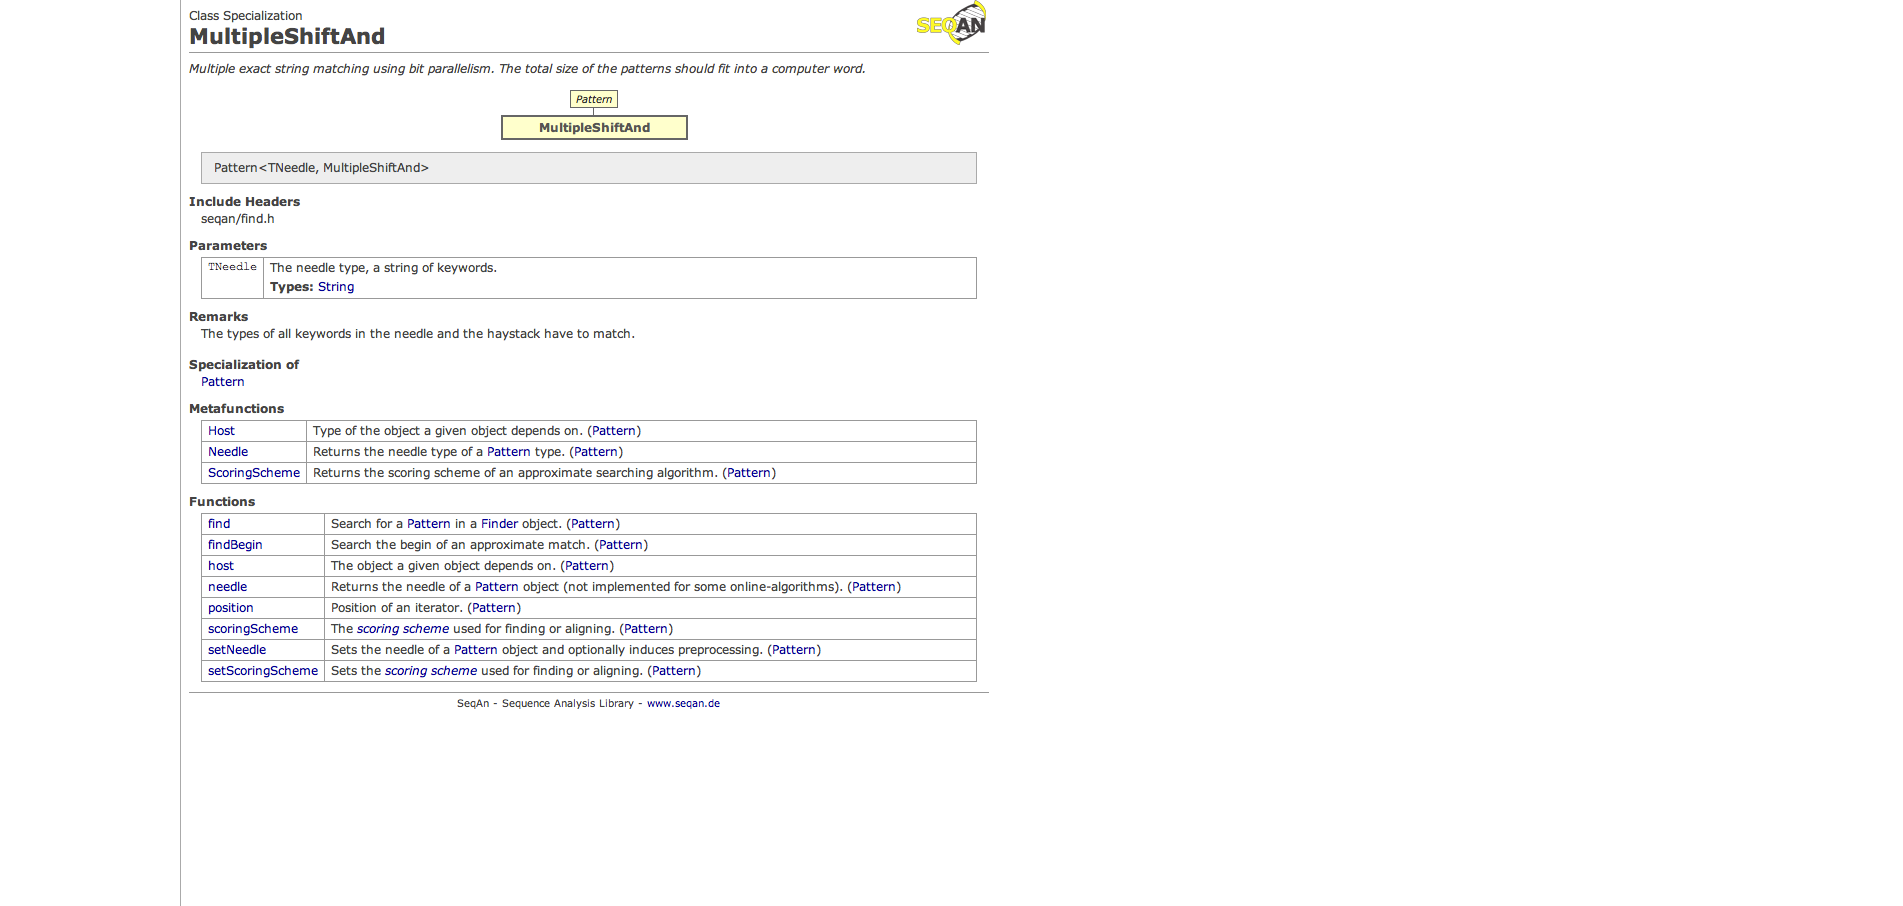 Class Specialization
SEQAN
MultipleShiftAnd
Multiple exact string matching using bit parallelism. The total size of the patterns should fit into a computer word.
Pattern
MultipleShiftAnd
Pattern<TNeedle, MultipleShiftAnd>
Include Headers
seqan/find.h
Parameters
TNeedle The needle type, a string of keywords.
Types: String
Remarks
The types of all keywords in the needle and the haystack have to match.
Specialization of
Pattern
Metafunctions
Host Type of the object a given object depends on. (Pattern)
Needle Returns the needle type of a Pattern type. (Pattern)
ScoringScheme Returns the scoring scheme of an approximate searching algorithm. (Pattern)
Functions
find Search for a Pattern in a Finder object. (Pattern)
findBegin Search the begin of an approximate match. (Pattern)
host The object a given object depends on. (Pattern)
needle Returns the needle of a Pattern object (not implemented for some online-algorithms). (Pattern)
position Position of an iterator. (Pattern)
scoringScheme The scoring scheme used for finding or aligning. (Pattern)
setNeedle Sets the needle of a Pattern object and optionally induces preprocessing. (Pattern)
setScoringScheme Sets the scoring scheme used for finding or aligning. (Pattern)
SeqAn - Sequence Analysis Library - www.seqan.de